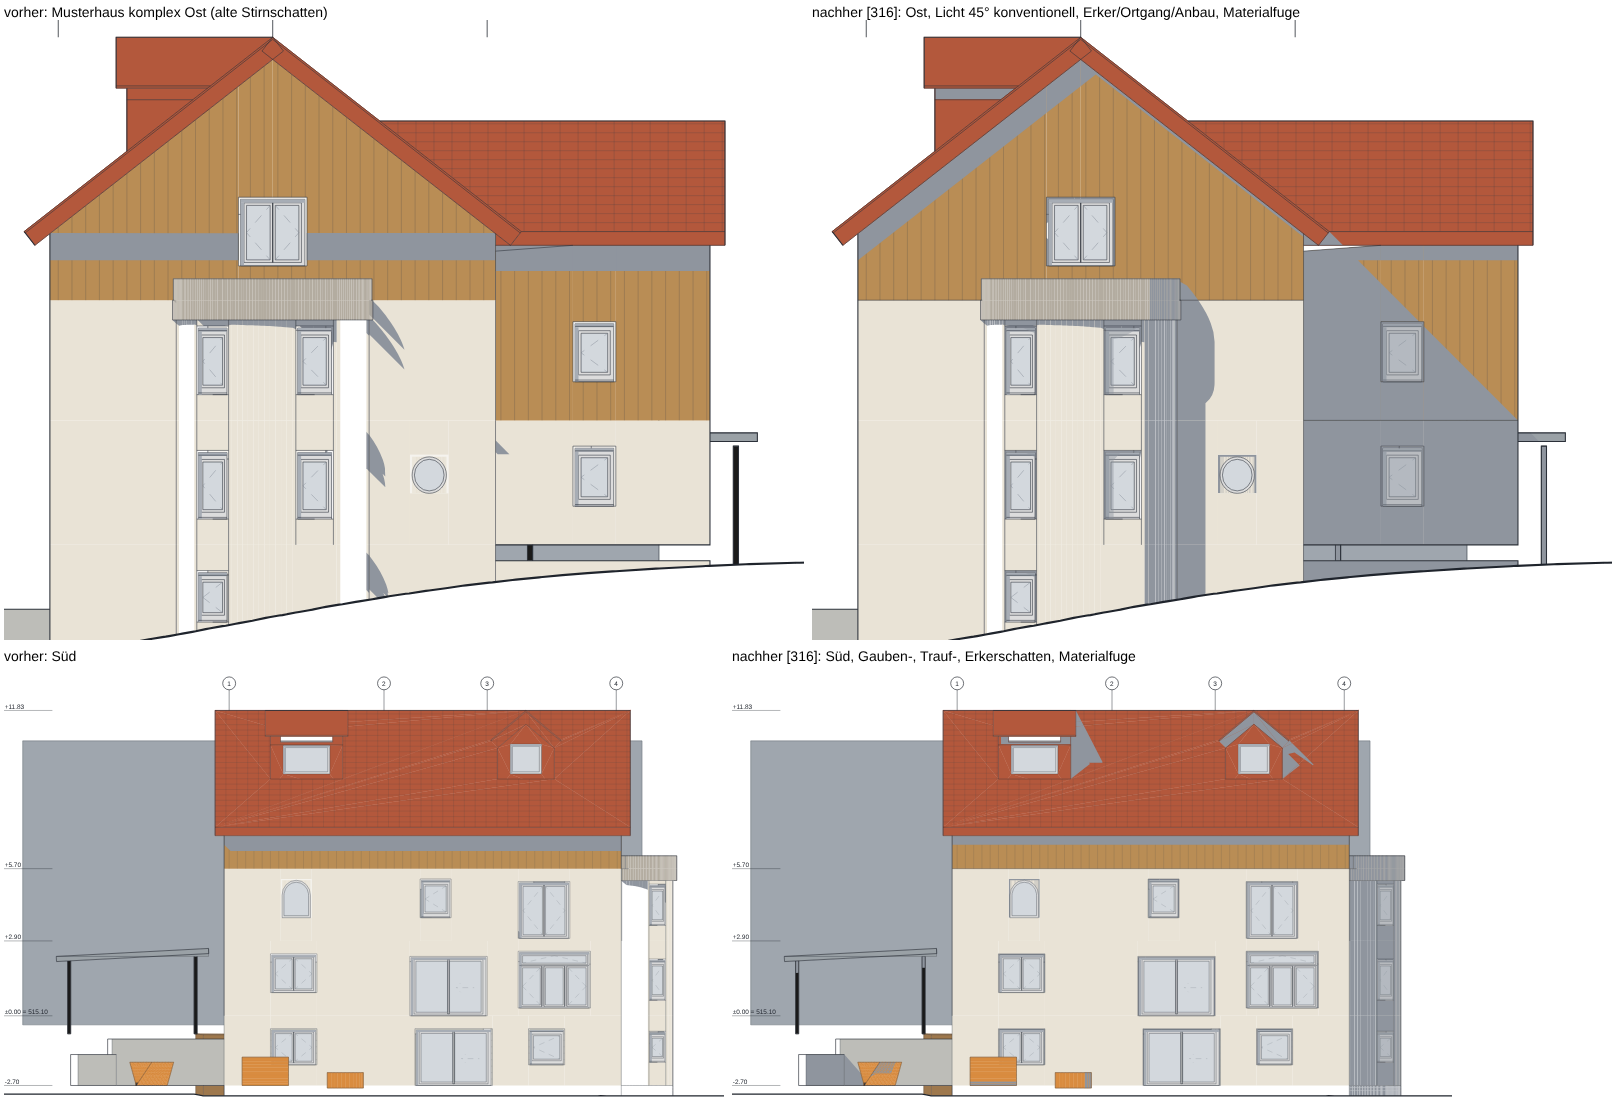 vorher: Musterhaus komplex Ost (alte Stirnschatten)
nachher [316]: Ost, Licht 45° konventionell, Erker/Ortgang/Anbau, Materialfuge
vorher: Süd
nachher [316]: Süd, Gauben-, Trauf-, Erkerschatten, Materialfuge
1 2 3 4
1 2 3 4
+11.83
+5.70
+2.90
±0.00 = 515.10
-2.70
+11.83
+5.70
+2.90
±0.00 = 515.10
-2.70